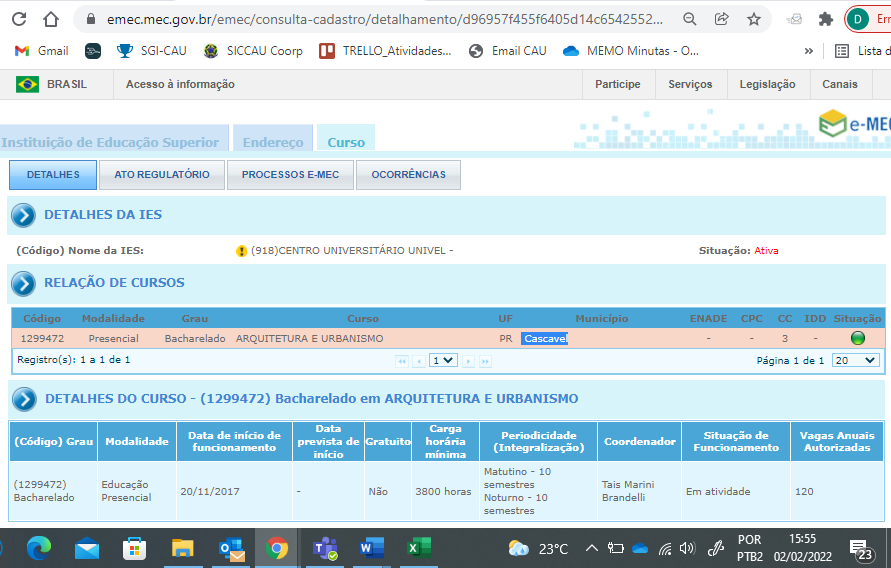 emec.mec.gov.br/emec/consulta-cadastro/detalhamento/d96957f455f6405d14c6542552...
D
Gmail SGI-CAU SICCAU Coorp TRELLO_Atividades... Email CAU MEMO Minutas - O... » Lista d
BRASIL Acesso à informação Participe Serviços Legislação Canais
e-MEC
Instituição de Educação Superior Endereço Curso
DETALHES ATO REGULATÓRIO PROCESSOS E-MEC OCORRÊNCIAS
DETALHES DA IES
(Código) Nome da IES: (918)CENTRO UNIVERSITÁRIO UNIVEL - Situação: Ativa
RELAÇÃO DE CURSOS
Código Modalidade Grau Curso UF Município ENADE CPC CC IDD Situação
1299472 Presencial Bacharelado ARQUITETURA E URBANISMO PR Cascavel - - 3 -
Registro(s): 1 a 1 de 1 1 Página 1 de 1 20
DETALHES DO CURSO - (1299472) Bacharelado em ARQUITETURA E URBANISMO
(Código) Grau Modalidade Data de início de funcionamento Data prevista de início Gratuito Carga horária mínima Periodicidade (Integralização) Coordenador Situação de Funcionamento Vagas Anuais Autorizadas
(1299472) Bacharelado Educação Presencial 20/11/2017 - Não 3800 horas Matutino - 10 semestres Noturno - 10 semestres Tais Marini Brandelli Em atividade 120
23°C POR PTB2 15:55 02/02/2022 23